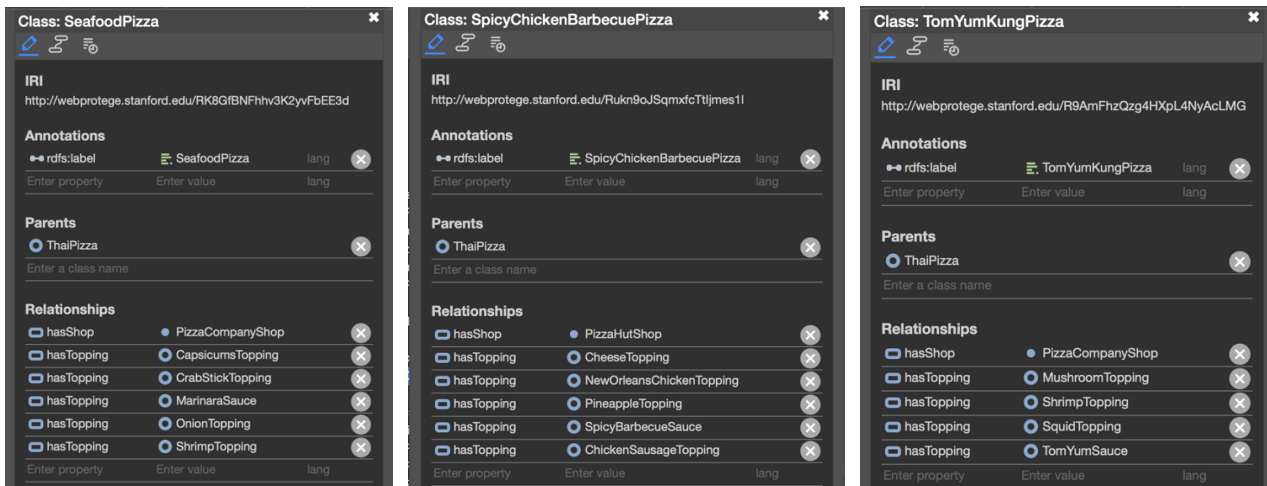 Class: SeafoodPizza
IRI
http://webprotege.stanford.edu/RK8GfBNFhhv3K2yvFbEE3d
Annotations
rdfs:label SeafoodPizza lang
Enter property Enter value lang
Parents
ThaiPizza
Enter a class name
Relationships
hasShop PizzaCompanyShop
hasTopping CapsicumsTopping
hasTopping CrabStickTopping
hasTopping MarinaraSauce
hasTopping OnionTopping
hasTopping ShrimpTopping
Enter property Enter value lang
Class: SpicyChickenBarbecuePizza
IRI
http://webprotege.stanford.edu/Rukn9oJSqmxfcTtljmes1l
Annotations
rdfs:label SpicyChickenBarbecuePizza lang
Enter property Enter value lang
Parents
ThaiPizza
Enter a class name
Relationships
hasShop PizzaHutShop
hasTopping CheeseTopping
hasTopping NewOrleansChickenTopping
hasTopping PineappleTopping
hasTopping SpicyBarbecueSauce
hasTopping ChickenSausageTopping
Enter property Enter value lang
Class: TomYumKungPizza
IRI
http://webprotege.stanford.edu/R9AmFhzQzg4HXpL4NyAcLMG
Annotations
rdfs:label TomYumKungPizza lang
Enter property Enter value lang
Parents
ThaiPizza
Enter a class name
Relationships
hasShop PizzaCompanyShop
hasTopping MushroomTopping
hasTopping ShrimpTopping
hasTopping SquidTopping
hasTopping TomYumSauce
Enter property Enter value lang